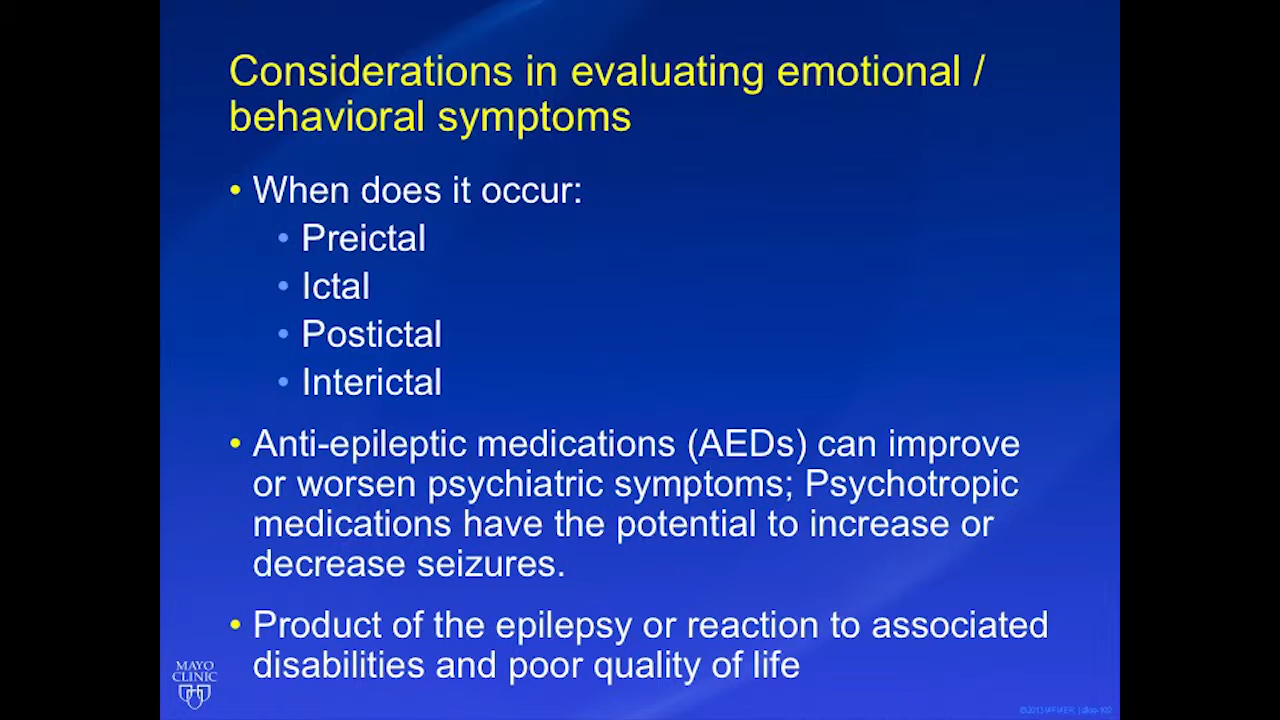 Considerations in evaluating emotional /
behavioral symptoms
• When does it occur:
• Preictal
• Ictal
• Postictal
• Interictal
• Anti-epileptic medications (AEDs) can improve
or worsen psychiatric symptoms; Psychotropic
medications have the potential to increase or
decrease seizures.
• Product of the epilepsy or reaction to associated
disabilities and poor quality of life
MAYO
CLINIC
©2013 MFMER |